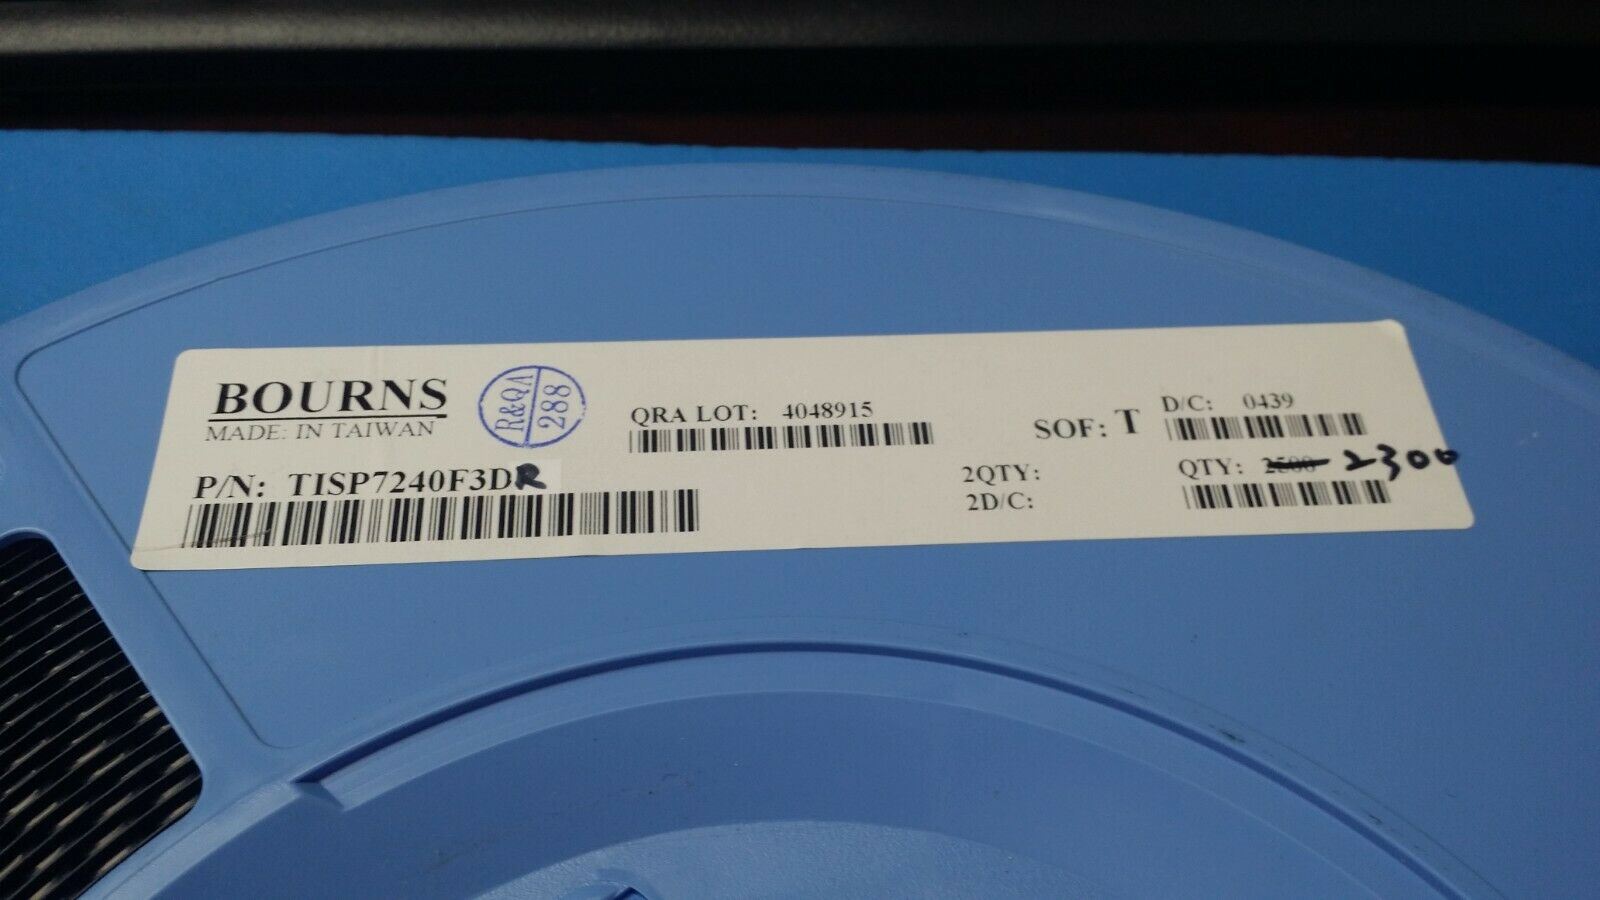 BOURNS
MADE: IN TAIWAN
R&QA
288
QRA LOT: 4048915
SOF: T
D/C: 0439
P/N: TISP7240F3DR
2QTY:
2D/C:
QTY: 2500 2300